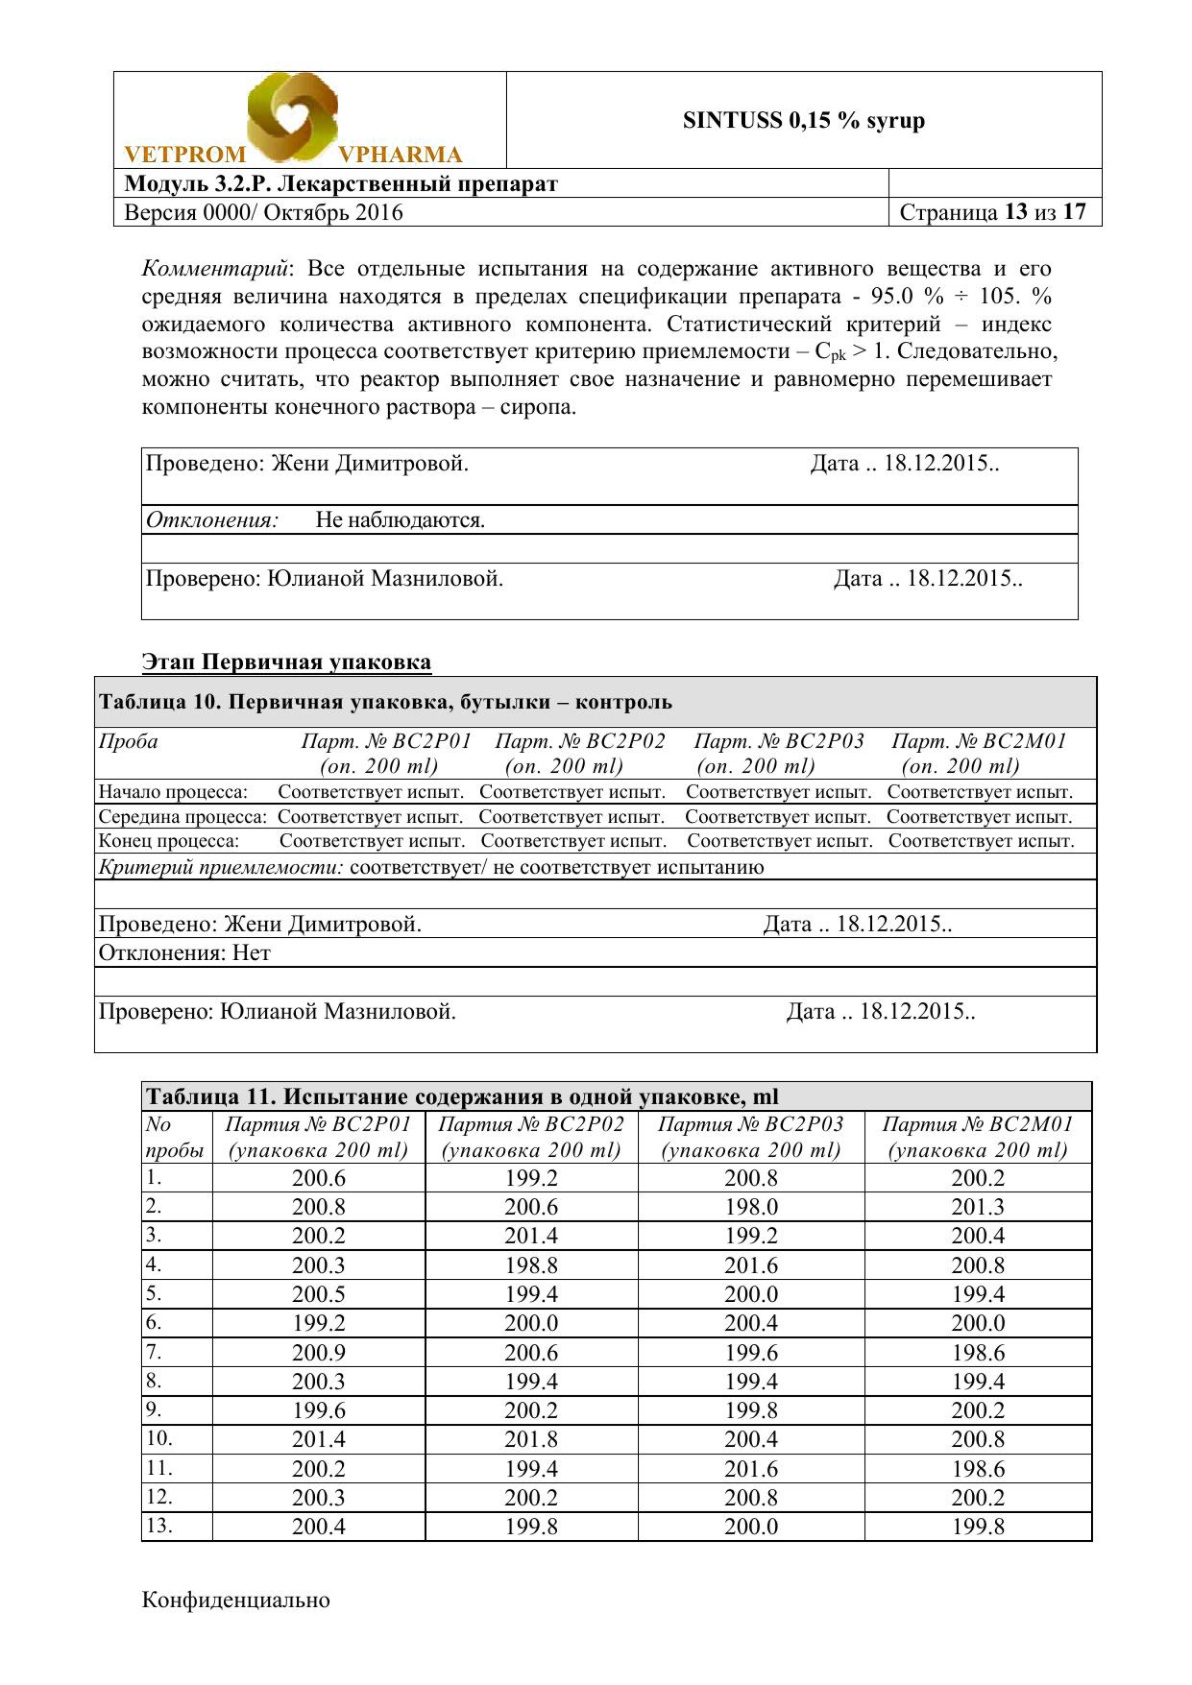 VETPROM VPHARMA
SINTUSS 0,15 % syrup
Модуль 3.2.P. Лекарственный препарат
Версия 0000/ Октябрь 2016 Страница 13 из 17
Комментарий: Все отдельные испытания на содержание активного вещества и его
средняя величина находятся в пределах спецификации препарата - 95.0 % ÷ 105. %
ожидаемого количества активного компонента. Статистический критерий – индекс
возможности процесса соответствует критерию приемлемости – Cpk > 1. Следовательно,
можно считать, что реактор выполняет свое назначение и равномерно перемешивает
компоненты конечного раствора – сиропа.
Проведено: Жени Димитровой. Дата .. 18.12.2015..
Отклонения: Не наблюдаются.
Проверено: Юлианой Мазниловой. Дата .. 18.12.2015..
Этап Первичная упаковка
Таблица 10. Первичная упаковка, бутылки – контроль
Проба Парт. № BC2P01 Парт. № BC2P02 Парт. № BC2P03 Парт. № BC2M01
(оп. 200 ml) (оп. 200 ml) (оп. 200 ml) (оп. 200 ml)
Начало процесса: Соответствует испыт. Соответствует испыт. Соответствует испыт. Соответствует испыт.
Середина процесса: Соответствует испыт. Соответствует испыт. Соответствует испыт. Соответствует испыт.
Конец процесса: Соответствует испыт. Соответствует испыт. Соответствует испыт. Соответствует испыт.
Критерий приемлемости: соответствует/ не соответствует испытанию
Проведено: Жени Димитровой. Дата .. 18.12.2015..
Отклонения: Нет
Проверено: Юлианой Мазниловой. Дата .. 18.12.2015..
Таблица 11. Испытание содержания в одной упаковке, ml
No Партия № BC2P01 Партия № BC2P02 Партия № BC2P03 Партия № BC2M01
пробы (упаковка 200 ml) (упаковка 200 ml) (упаковка 200 ml) (упаковка 200 ml)
1. 200.6 199.2 200.8 200.2
2. 200.8 200.6 198.0 201.3
3. 200.2 201.4 199.2 200.4
4. 200.3 198.8 201.6 200.8
5. 200.5 199.4 200.0 199.4
6. 199.2 200.0 200.4 200.0
7. 200.9 200.6 199.6 198.6
8. 200.3 199.4 199.4 199.4
9. 199.6 200.2 199.8 200.2
10. 201.4 201.8 200.4 200.8
11. 200.2 199.4 201.6 198.6
12. 200.3 200.2 200.8 200.2
13. 200.4 199.8 200.0 199.8
Конфиденциально